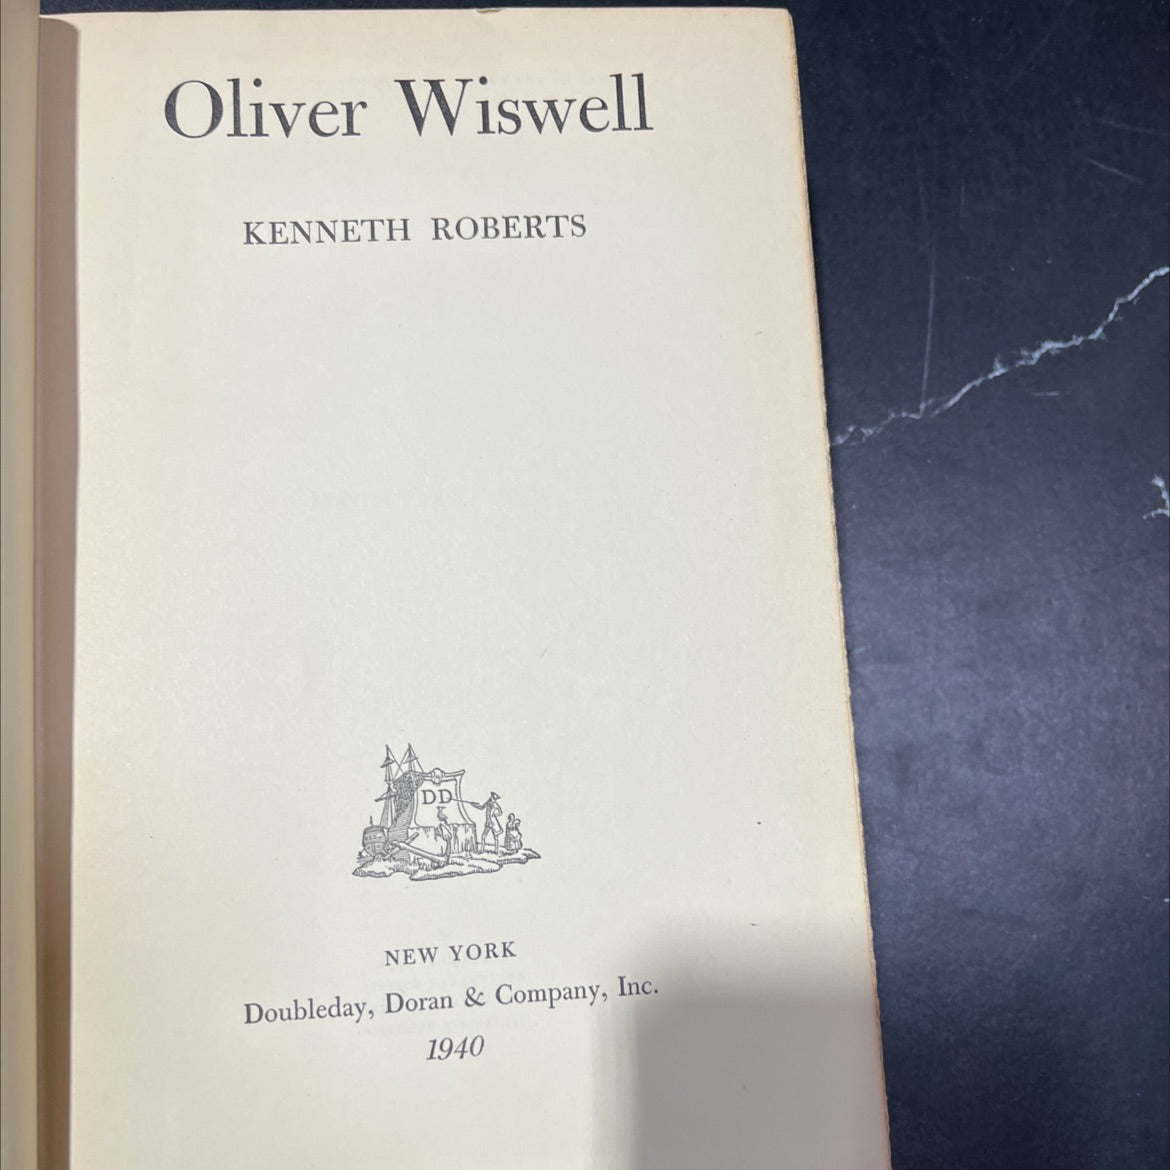 Oliver Wiswell
KENNETH ROBERTS
DD
NEW YORK
Doubleday, Doran & Company, Inc.
1940